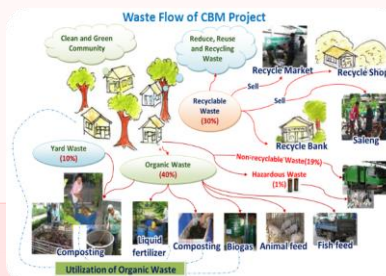 Waste Flow of CBM Project
Clean and Green
Community
Reduce, Reuse
and Recycling
Waste
Recycle Market
Recycle Shop
Sell
Sell
Recyclable
Waste
(30%)
Saleng
Recycle Bank
Yard Waste
(10%)
Organic Waste
(40%)
Non-recyclable Waste(19%)
Hazardous Waste
(1%)
Composting
Liquid
fertilizer
Composting
Biogas
Animal feed
Fish feed
Utilization of Organic Waste